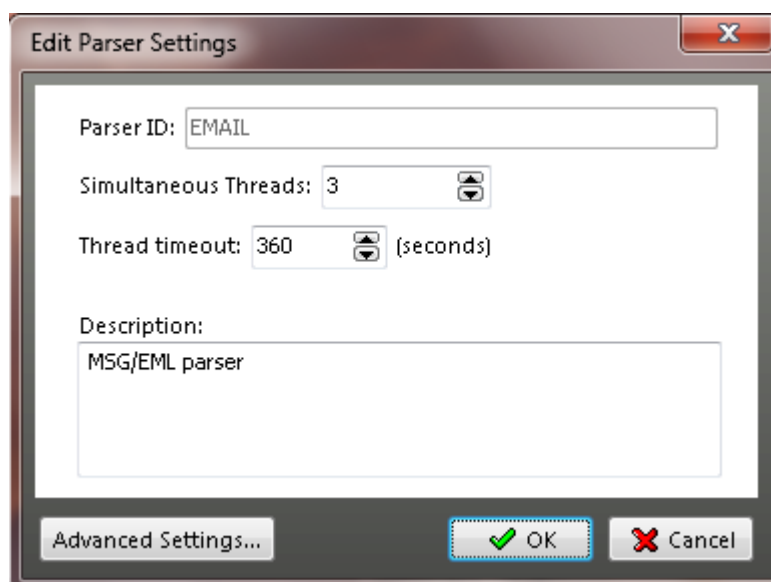 Edit Parser Settings
Parser ID: EMAIL
Simultaneous Threads: 3
Thread timeout: 360 (seconds)
Description:
MSG/EML parser
Advanced Settings... OK Cancel